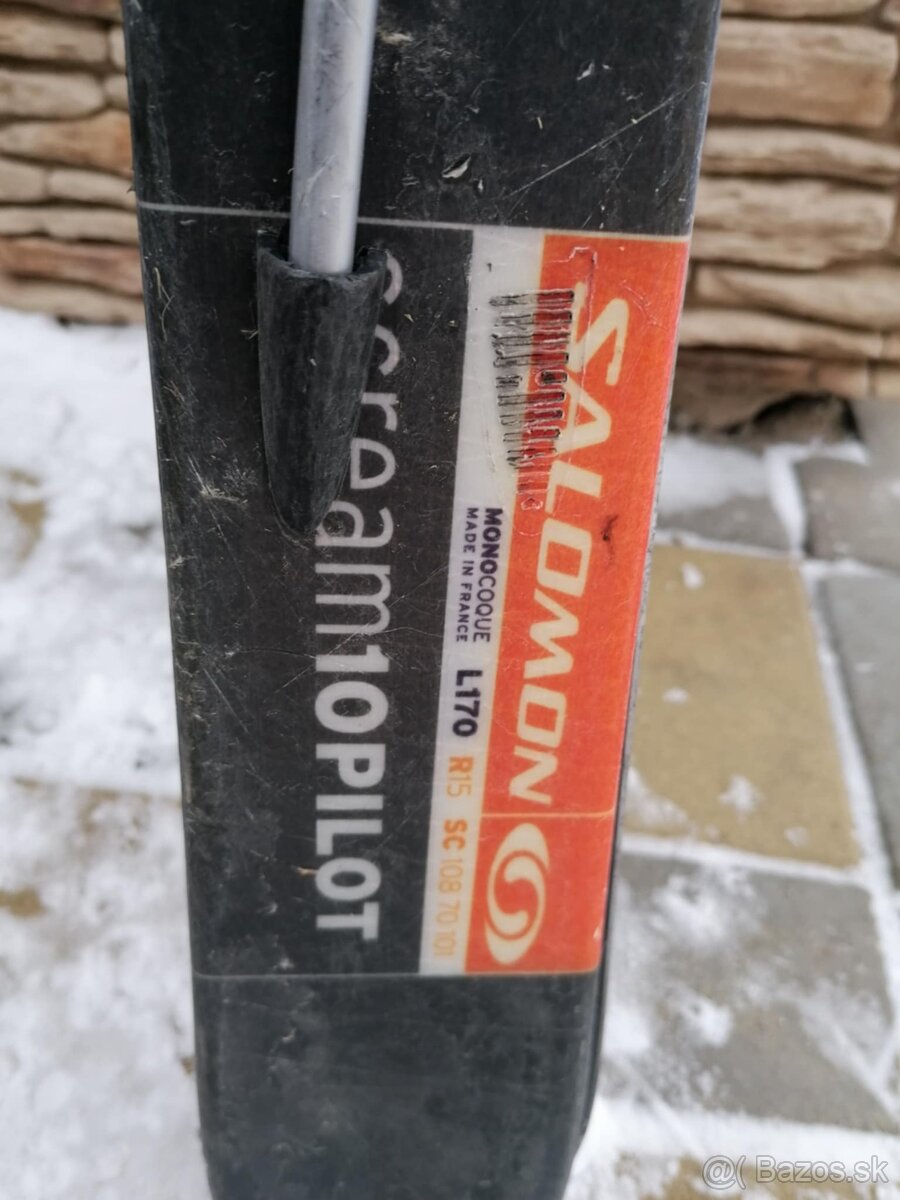 SALOMON
MONOCOQUE
MADE IN FRANCE
L170 R15 SC 108 70 101
scream10PILOT
@( Bazos.sk